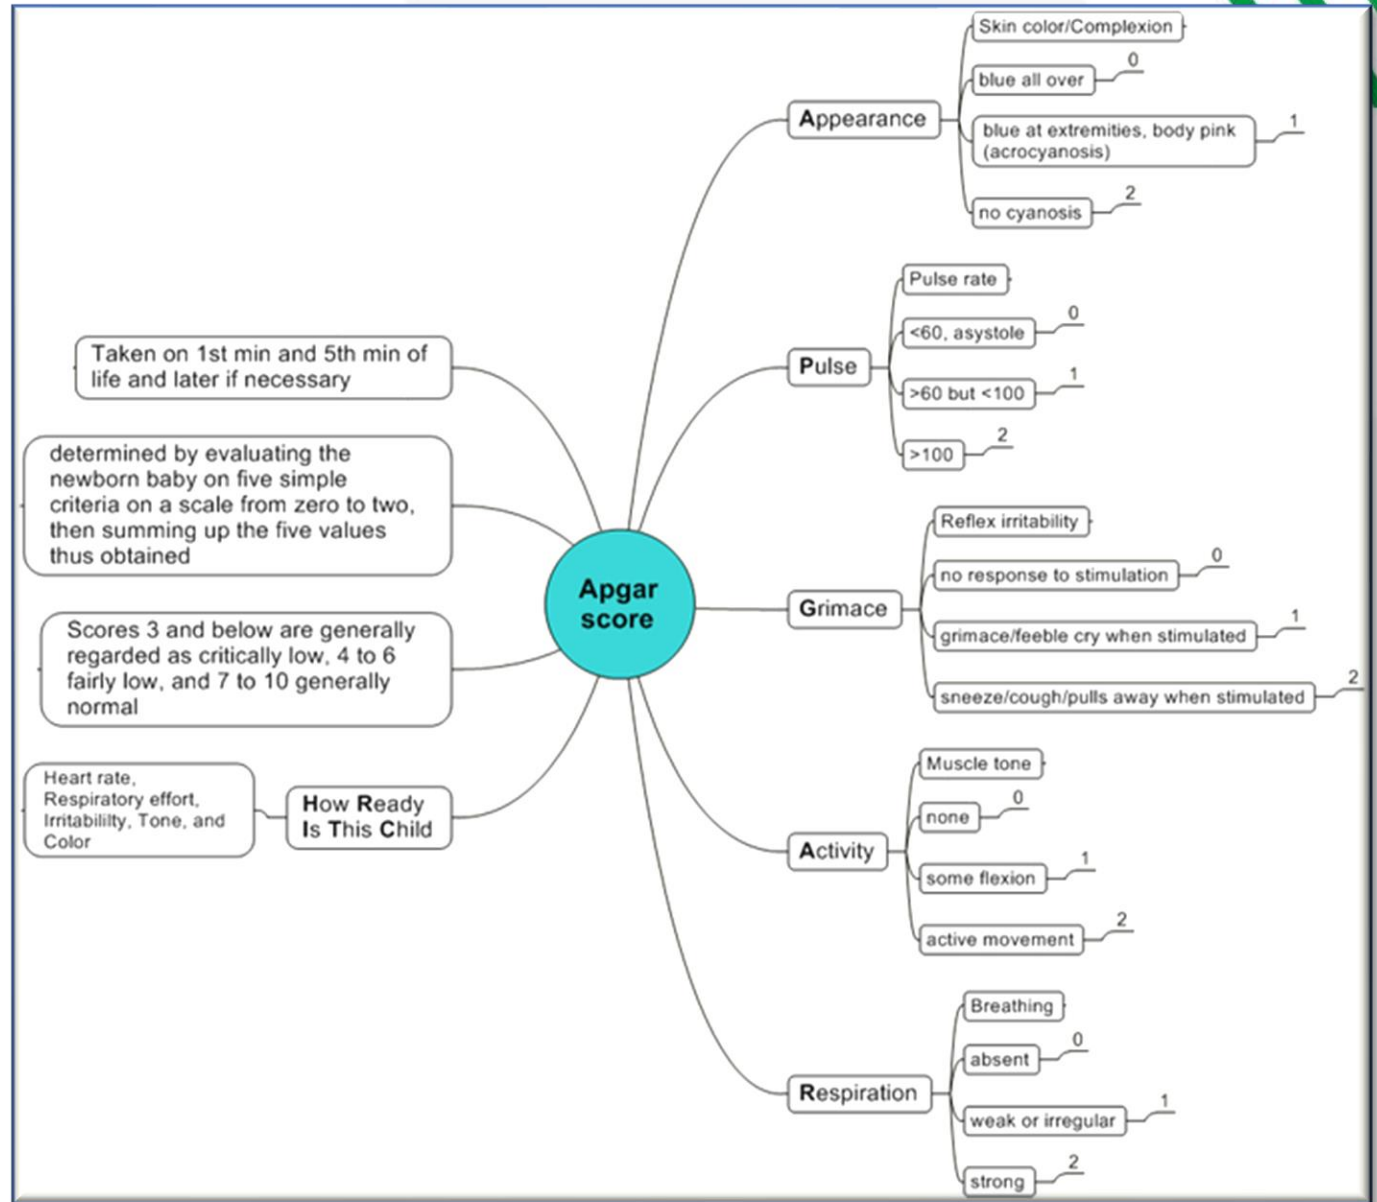 Taken on 1st min and 5th min of
life and later if necessary
determined by evaluating the
newborn baby on five simple
criteria on a scale from zero to two,
then summing up the five values
thus obtained
Scores 3 and below are generally
regarded as critically low, 4 to 6
fairly low, and 7 to 10 generally
normal
Heart rate,
Respiratory effort,
Irritabililty, Tone, and
Color
How Ready
Is This Child
Apgar
score
Appearance
Skin color/Complexion
blue all over
0
blue at extremities, body pink
(acrocyanosis)
1
no cyanosis
2
Pulse
Pulse rate
<60, asystole
0
>60 but <100
1
>100
2
Grimace
Reflex irritability
no response to stimulation
0
grimace/feeble cry when stimulated
1
sneeze/cough/pulls away when stimulated
2
Activity
Muscle tone
none
0
some flexion
1
active movement
2
Respiration
Breathing
absent
0
weak or irregular
1
strong
2